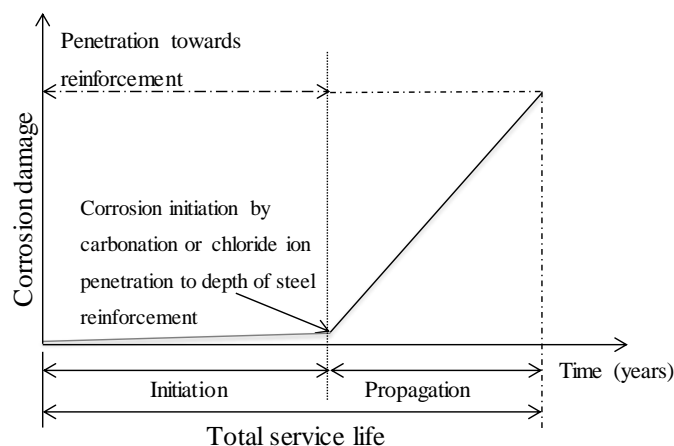 Penetration towards
reinforcement
Corrosion damage
Corrosion initiation by
carbonation or chloride ion
penetration to depth of steel
reinforcement
Time (years)
Initiation
Propagation
Total service life